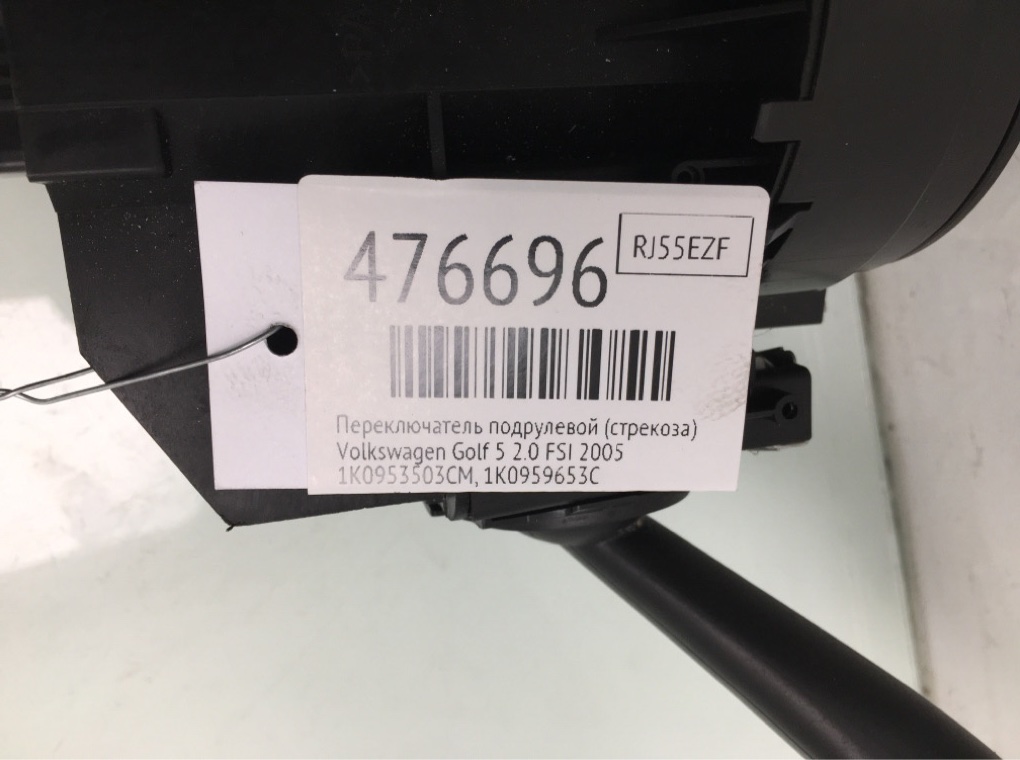 476696
RJ55EZF
Переключатель подрулевой (стрекоза)
Volkswagen Golf 5 2.0 FSI 2005
1K0953503CM, 1K0959653C